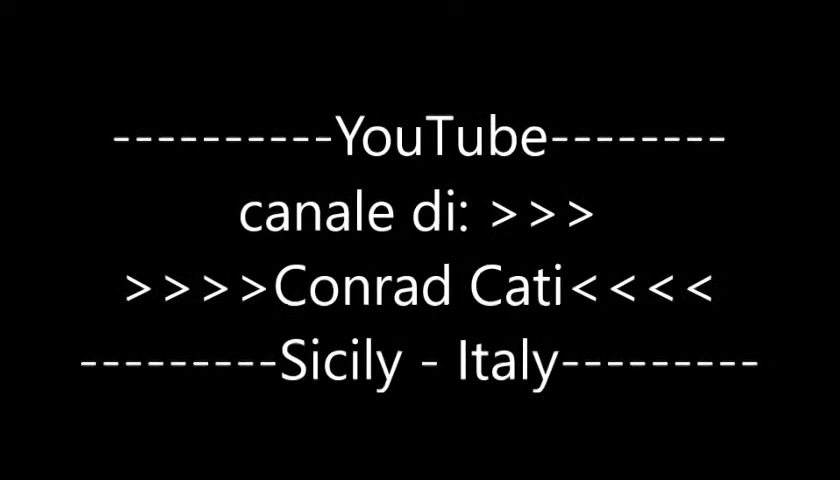 ----------YouTube--------
canale di: >>>
>>>>Conrad Cati<<<<
---------Sicily - Italy---------